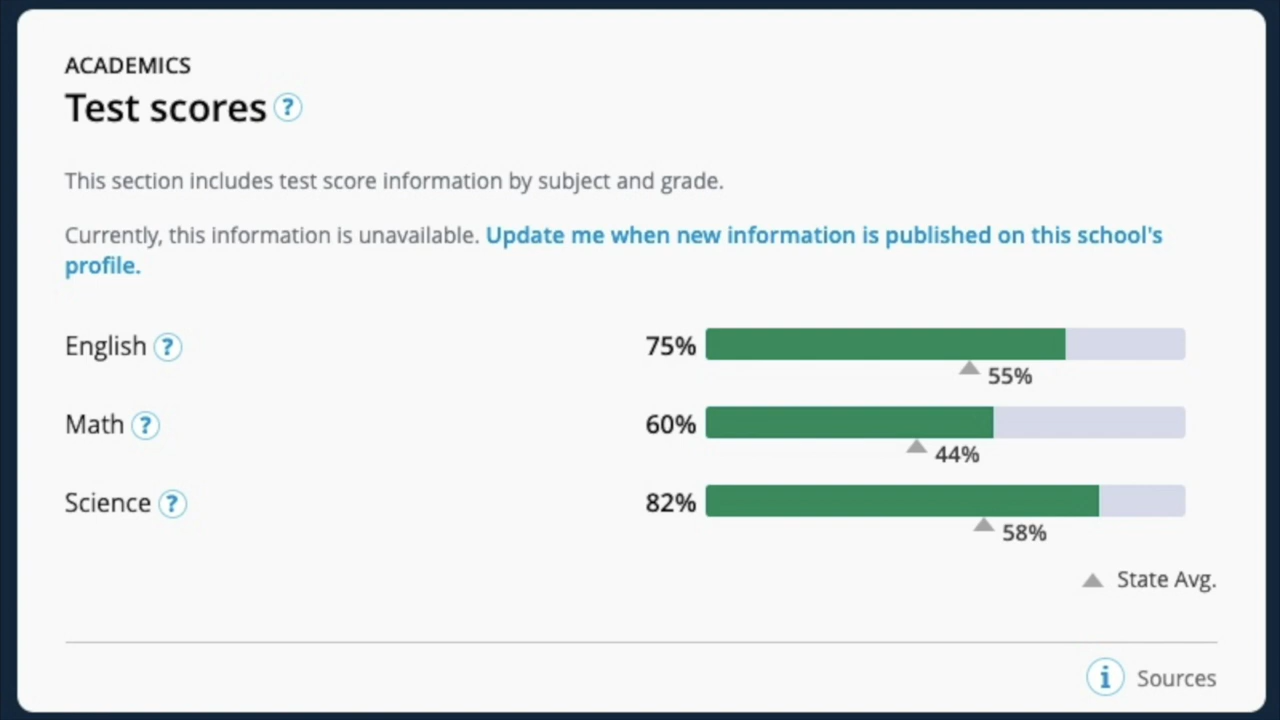 ACADEMICS
Test scores ?
This section includes test score information by subject and grade.
Currently, this information is unavailable. Update me when new information is published on this school's
profile.
English ? 75%
55%
Math ? 60%
44%
Science ? 82%
58%
State Avg.
i Sources